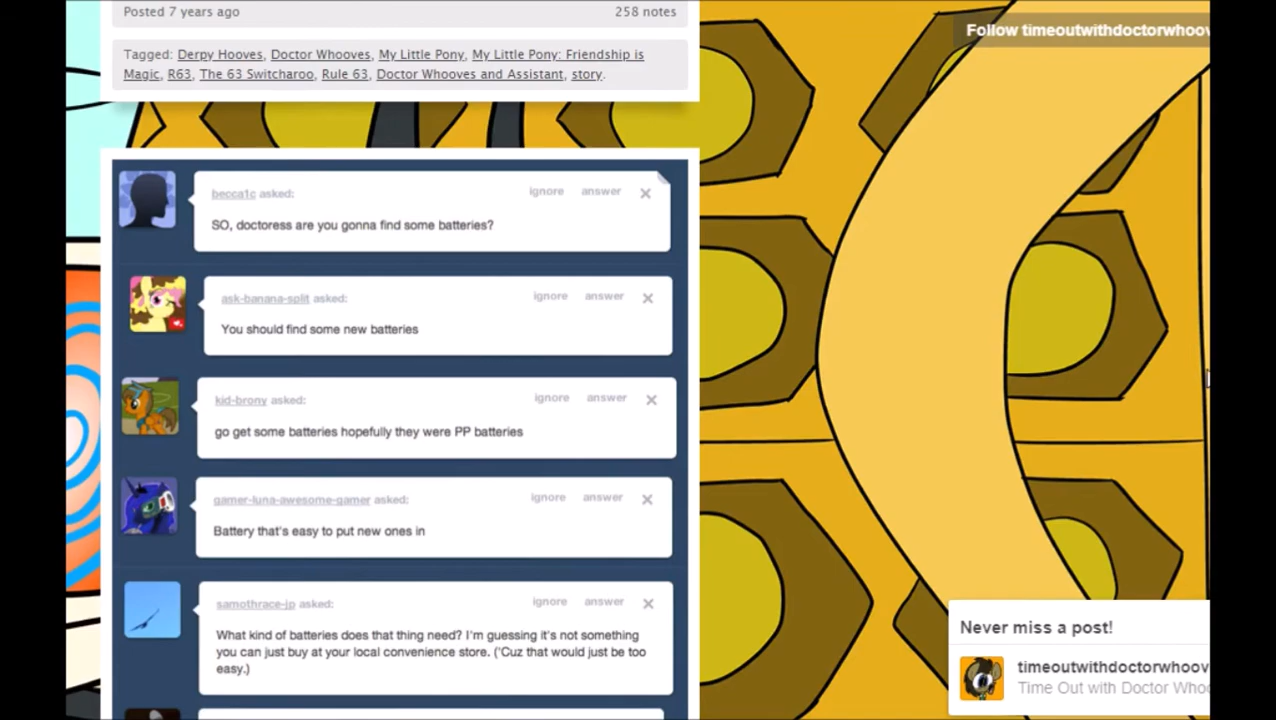 Posted 7 years ago 258 notes
Follow timeoutwithdoctorwhoov
Tagged: Derpy Hooves, Doctor Whooves, My Little Pony, My Little Pony: Friendship is
Magic, R63, The 63 Switcharoo, Rule 63, Doctor Whooves and Assistant, story.
becca1c asked: ignore answer
SO, doctoress are you gonna find some batteries?
ask-banana-split asked: ignore answer
You should find some new batteries
kid-brony asked: ignore answer
go get some batteries hopefully they were PP batteries
gamer-luna-awesome-gamer asked: ignore answer
Battery that's easy to put new ones in
samothrace-jp asked: ignore answer
What kind of batteries does that thing need? I'm guessing it's not something
you can just buy at your local convenience store. ('Cuz that would just be too
easy.)
Never miss a post!
timeoutwithdoctorwhoov
Time Out with Doctor Whoo